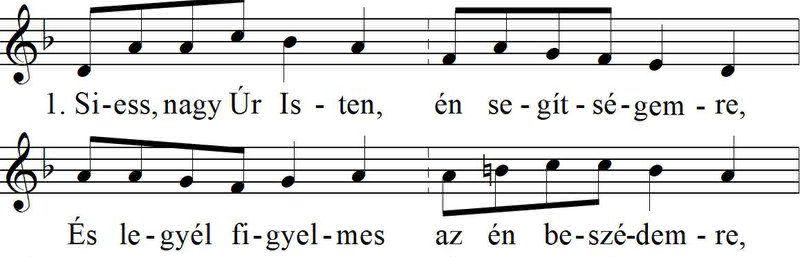 1. Si-ess, nagy Úr Is - ten, én se - gít - sé - gem - re,
És le - gyél fi - gyel - mes az én be - szé - dem - re,